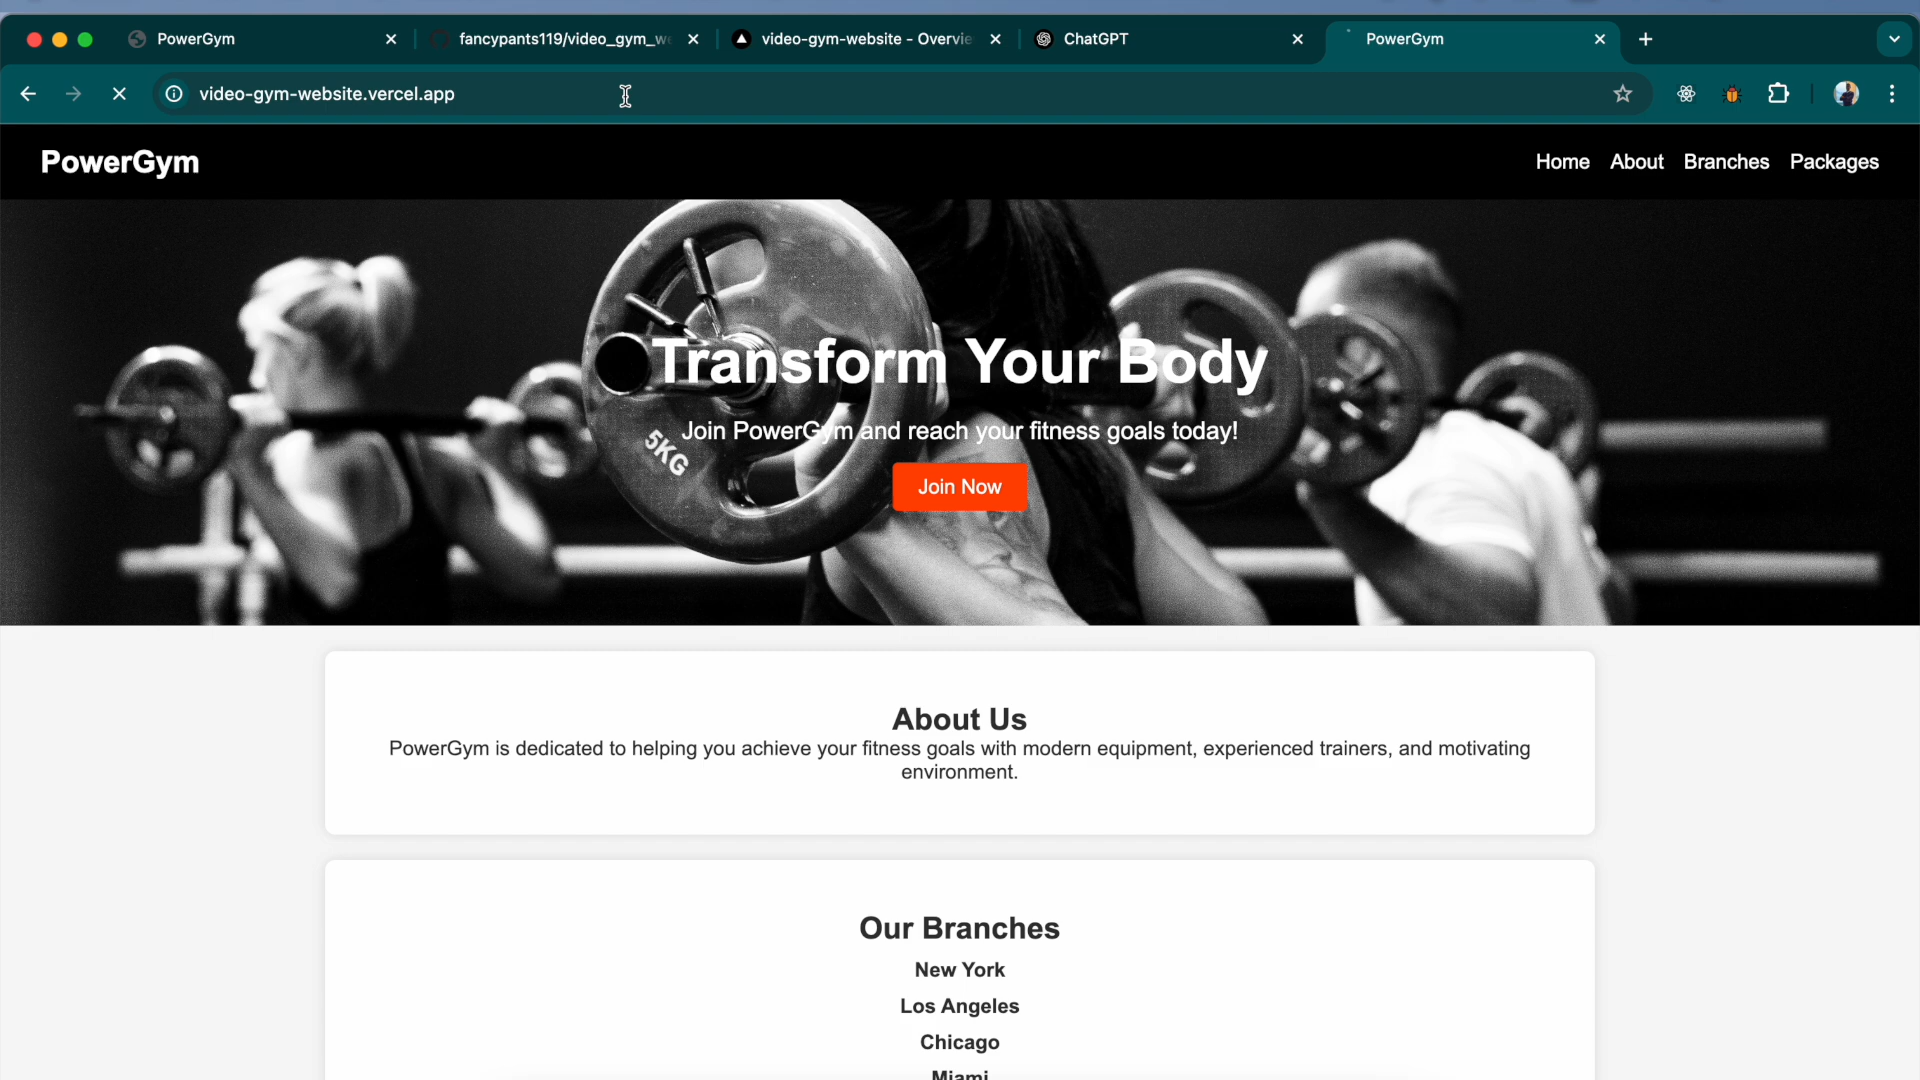 PowerGym
fancypants119/video_gym_we
video-gym-website - Overvie
ChatGPT
PowerGym
video-gym-website.vercel.app
PowerGym
Home About Branches Packages
Transform Your Body
Join PowerGym and reach your fitness goals today!
5KG
Join Now
About Us
PowerGym is dedicated to helping you achieve your fitness goals with modern equipment, experienced trainers, and motivating
environment.
Our Branches
New York
Los Angeles
Chicago
Miami